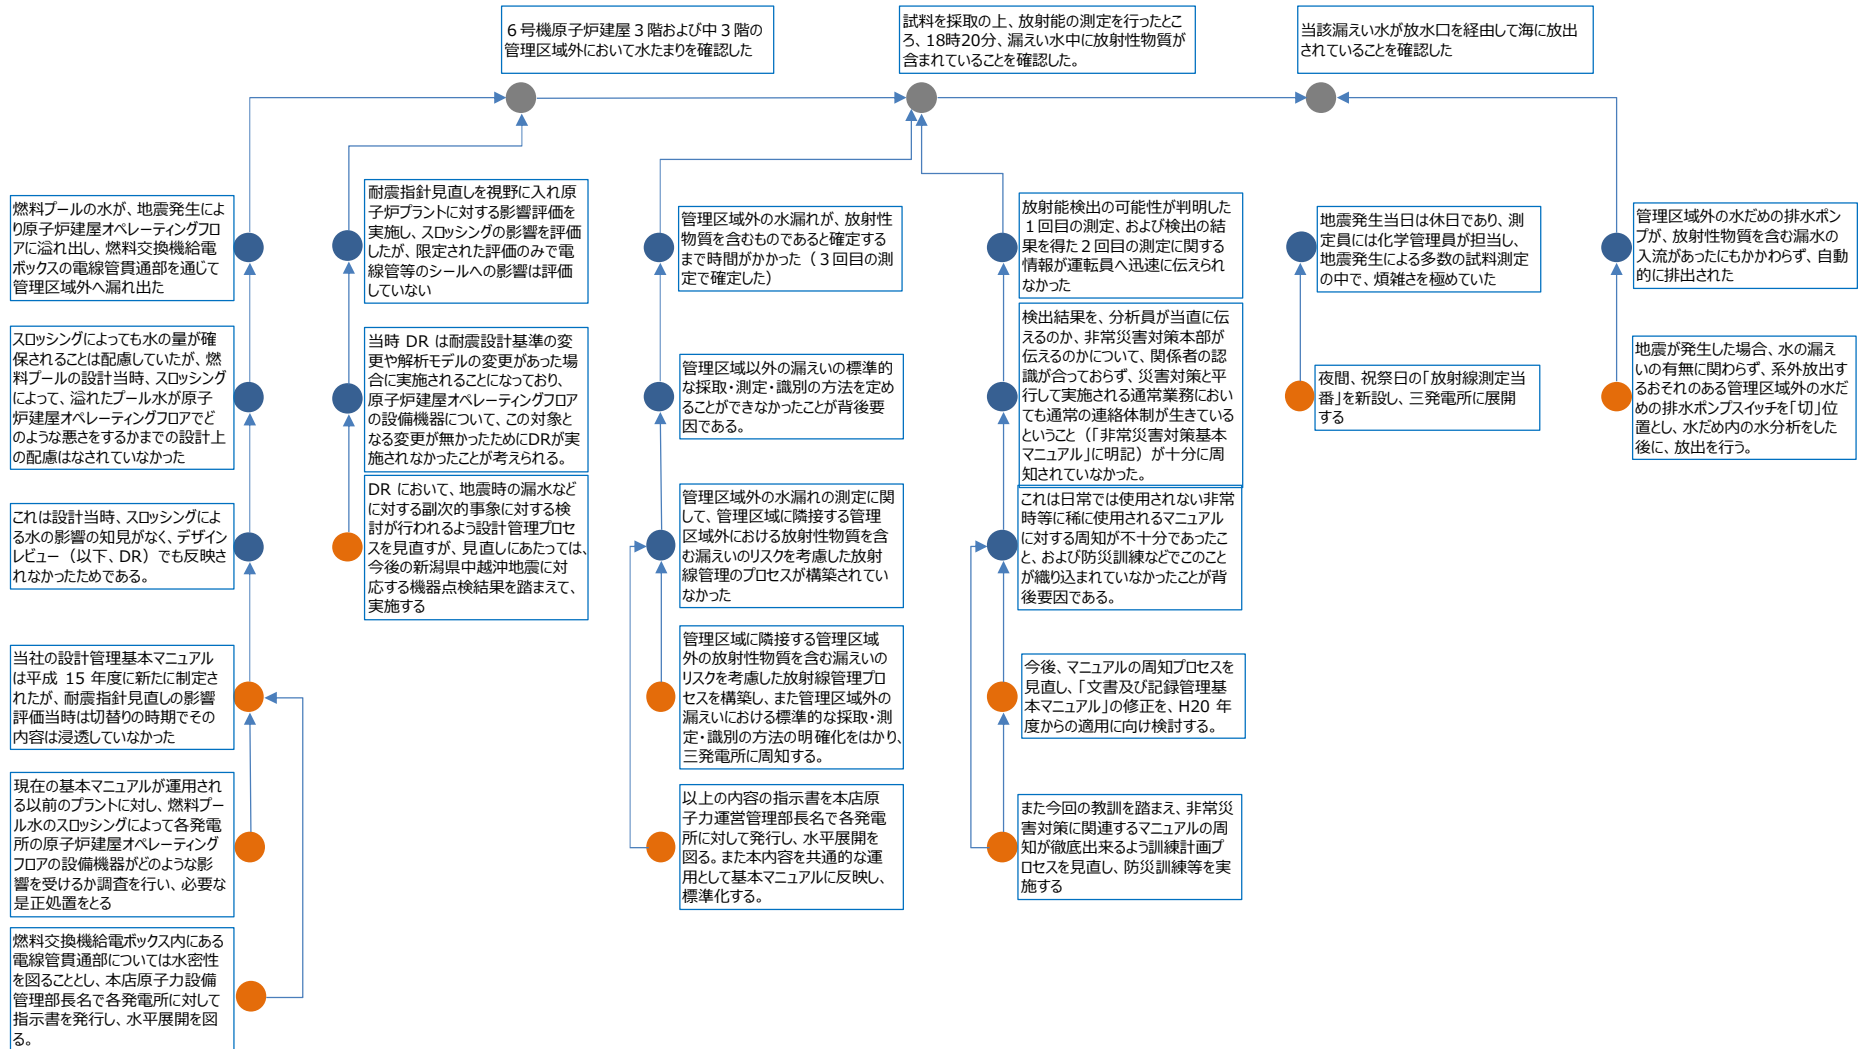 ６号機原子炉建屋３階および中３階の
管理区域外において水たまりを確認した
試料を採取の上、放射能の測定を行ったとこ
ろ、18時20分、漏えい水中に放射性物質が
含まれていることを確認した。
当該漏えい水が放水口を経由して海に放出
されていることを確認した
燃料プールの水が、地震発生によ
り原子炉建屋オペレーティングフロ
アに溢れ出し、燃料交換機給電
ボックスの電線管貫通部を通じて
管理区域外へ漏れ出た
スロッシングによっても水の量が確
保されることは配慮していたが、燃
料プールの設計当時、スロッシング
によって、溢れたプール水が原子
炉建屋オペレーティングフロアでど
のような悪さをするかまでの設計上
の配慮はなされていなかった
これは設計当時、スロッシングによ
る水の影響の知見がなく、デザイン
レビュー（以下、DR）でも反映さ
れなかったためである。
当社の設計管理基本マニュアル
は平成 15 年度に新たに制定さ
れたが、耐震指針見直しの影響
評価当時は切替りの時期でその
内容は浸透していなかった
現在の基本マニュアルが運用され
る以前のプラントに対し、燃料プー
ル水のスロッシングによって各発電
所の原子炉建屋オペレーティング
フロアの設備機器がどのような影
響を受けるか調査を行い、必要な
是正処置をとる
燃料交換機給電ボックス内にある
電線管貫通部については水密性
を図ることとし、本店原子力設備
管理部長名で各発電所に対して
指示書を発行し、水平展開を図
る。
耐震指針見直しを視野に入れ原
子炉プラントに対する影響評価を
実施し、スロッシングの影響を評価
したが、限定された評価のみで電
線管等のシールへの影響は評価
していない
当時 DR は耐震設計基準の変
更や解析モデルの変更があった場
合に実施されることになっており、
原子炉建屋オペレーティングフロア
の設備機器について、この対象と
なる変更が無かったためにDRが実
施されなかったことが考えられる。
DR において、地震時の漏水など
に対する副次的事象に対する検
討が行われるよう設計管理プロセ
スを見直すが、見直しにあたっては、
今後の新潟県中越沖地震に対
応する機器点検結果を踏まえて、
実施する
管理区域外の水漏れが、放射性
物質を含むものであると確定する
まで時間がかかった（３回目の測
定で確定した）
管理区域以外の漏えいの標準的
な採取・測定・識別の方法を定め
ることができなかったことが背後要
因である。
管理区域外の水漏れの測定に関
して、管理区域に隣接する管理
区域外における放射性物質を含
む漏えいのリスクを考慮した放射
線管理のプロセスが構築されてい
なかった
管理区域に隣接する管理区域
外の放射性物質を含む漏えいの
リスクを考慮した放射線管理プロ
セスを構築し、また管理区域外の
漏えいにおける標準的な採取・測
定・識別の方法の明確化をはかり、
三発電所に周知する。
以上の内容の指示書を本店原
子力運営管理部長名で各発電
所に対して発行し、水平展開を
図る。また本内容を共通的な運
用として基本マニュアルに反映し、
標準化する。
放射能検出の可能性が判明した
１回目の測定、および検出の結
果を得た２回目の測定に関する
情報が運転員へ迅速に伝えられ
なかった
検出結果を、分析員が当直に伝
えるのか、非常災害対策本部が
伝えるのかについて、関係者の認
識が合っておらず、災害対策と平
行して実施される通常業務におい
ても通常の連絡体制が生きている
ということ（「非常災害対策基本
マニュアル」に明記）が十分に周
知されていなかった。
これは日常では使用されない非常
時等に稀に使用されるマニュアル
に対する周知が不十分であったこ
と、および防災訓練などでこのこと
が織り込まれていなかったことが背
後要因である。
今後、マニュアルの周知プロセスを
見直し、「文書及び記録管理基
本マニュアル」の修正を、H20 年
度からの適用に向け検討する。
また今回の教訓を踏まえ、非常災
害対策に関連するマニュアルの周
知が徹底出来るよう訓練計画プ
ロセスを見直し、防災訓練等を実
施する
地震発生当日は休日であり、測
定員には化学管理員が担当し、
地震発生による多数の試料測定
の中で、煩雑さを極めていた
夜間、祝祭日の「放射線測定当
番」を新設し、三発電所に展開
する
管理区域外の水だめの排水ポン
プが、放射性物質を含む漏水の
入流があったにもかかわらず、自動
的に排出された
地震が発生した場合、水の漏え
いの有無に関わらず、系外放出す
るおそれのある管理区域外の水だ
めの排水ポンプスイッチを「切」位
置とし、水だめ内の水分析をした
後に、放出を行う。